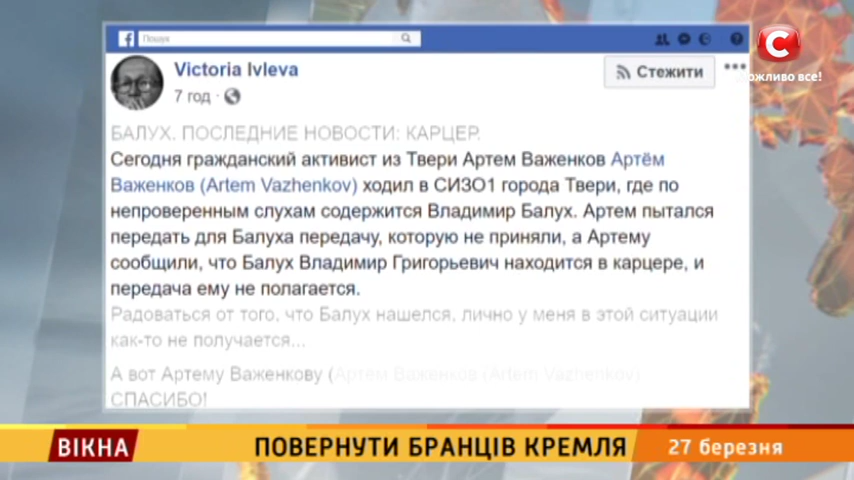 Пошук
Victoria Ivleva
7 год
Стежити
БАЛУХ. ПОСЛЕДНИЕ НОВОСТИ: КАРЦЕР.
Сегодня гражданский активист из Твери Артем Важенков Артём
Важенков (Artem Vazhenkov) ходил в СИЗО1 города Твери, где по
непроверенным слухам содержится Владимир Балух. Артем пытался
передать для Балуха передачу, которую не приняли, а Артему
сообщили, что Балух Владимир Григорьевич находится в карцере, и
передача ему не полагается.
Радоваться от того, что Балух нашелся, лично у меня в этой ситуации
как-то не получается...
А вот Артему Важенкову (Артем Важенков (Artem Vazhenkov)
СПАСИБО!
ожливо все!
ВІКНА
ПОВЕРНУТИ БРАНЦІВ КРЕМЛЯ
27 березня